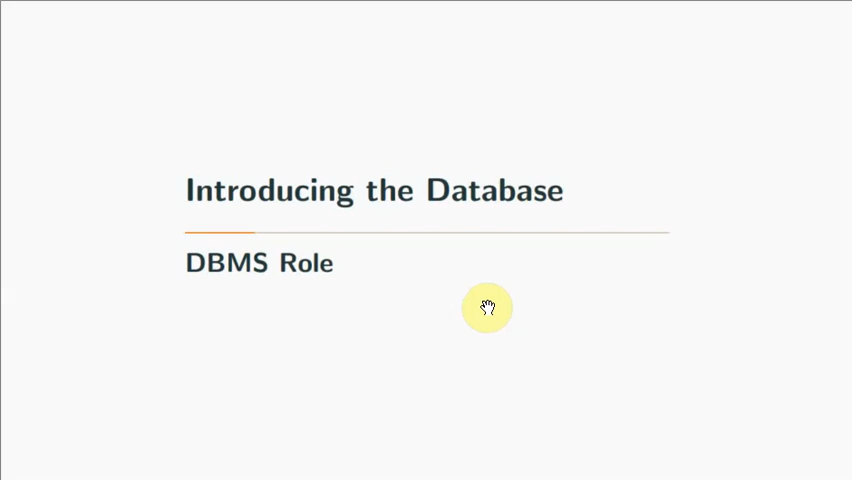 Introducing the Database
DBMS Role